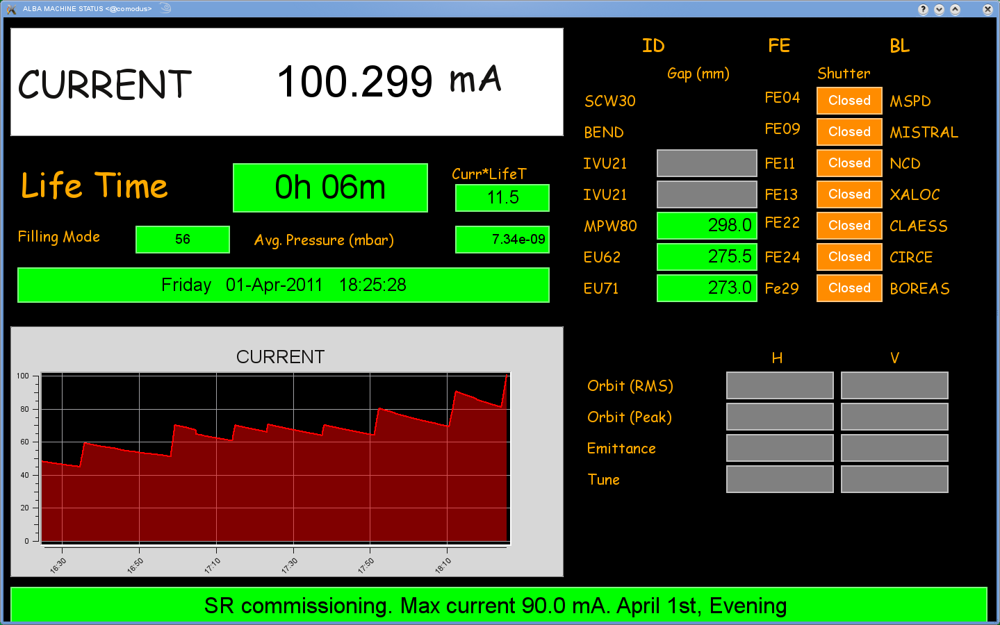 ALBA MACHINE STATUS <@comodus>
CURRENT 100.299 mA
Life Time 0h 06m Curr*LifeT 11.5
Filling Mode 56 Avg. Pressure (mbar) 7.34e-09
Friday 01-Apr-2011 18:25:28
ID FE BL
Gap (mm) Shutter
SCW30 FE04 Closed MSPD
BEND FE09 Closed MISTRAL
IVU21 FE11 Closed NCD
IVU21 FE13 Closed XALOC
MPW80 298.0 FE22 Closed CLAESS
EU62 275.5 FE24 Closed CIRCE
EU71 273.0 Fe29 Closed BOREAS
CURRENT
100
80
60
40
20
0
16:30 16:50 17:10 17:30 17:50 18:10
H V
Orbit (RMS)
Orbit (Peak)
Emittance
Tune
SR commissioning. Max current 90.0 mA. April 1st, Evening